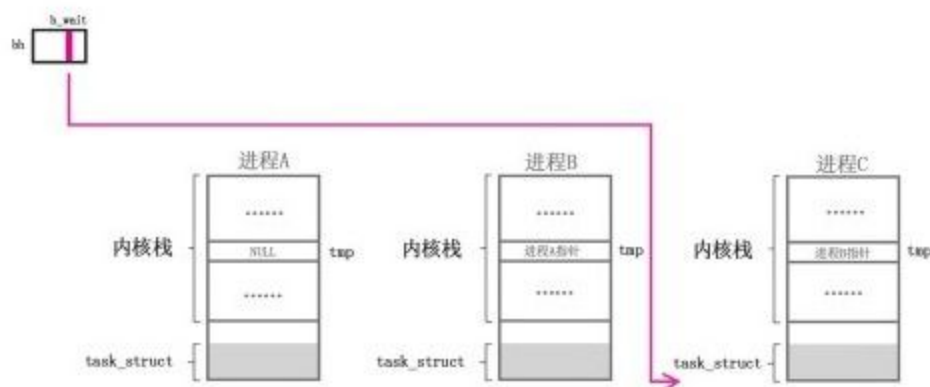 b_wait
bh
进程A
进程B
进程C
......
......
......
内核栈
NULL
tmp
内核栈
进程A指针
tmp
内核栈
进程B指针
tmp
......
......
......
task_struct
task_struct
task_struct